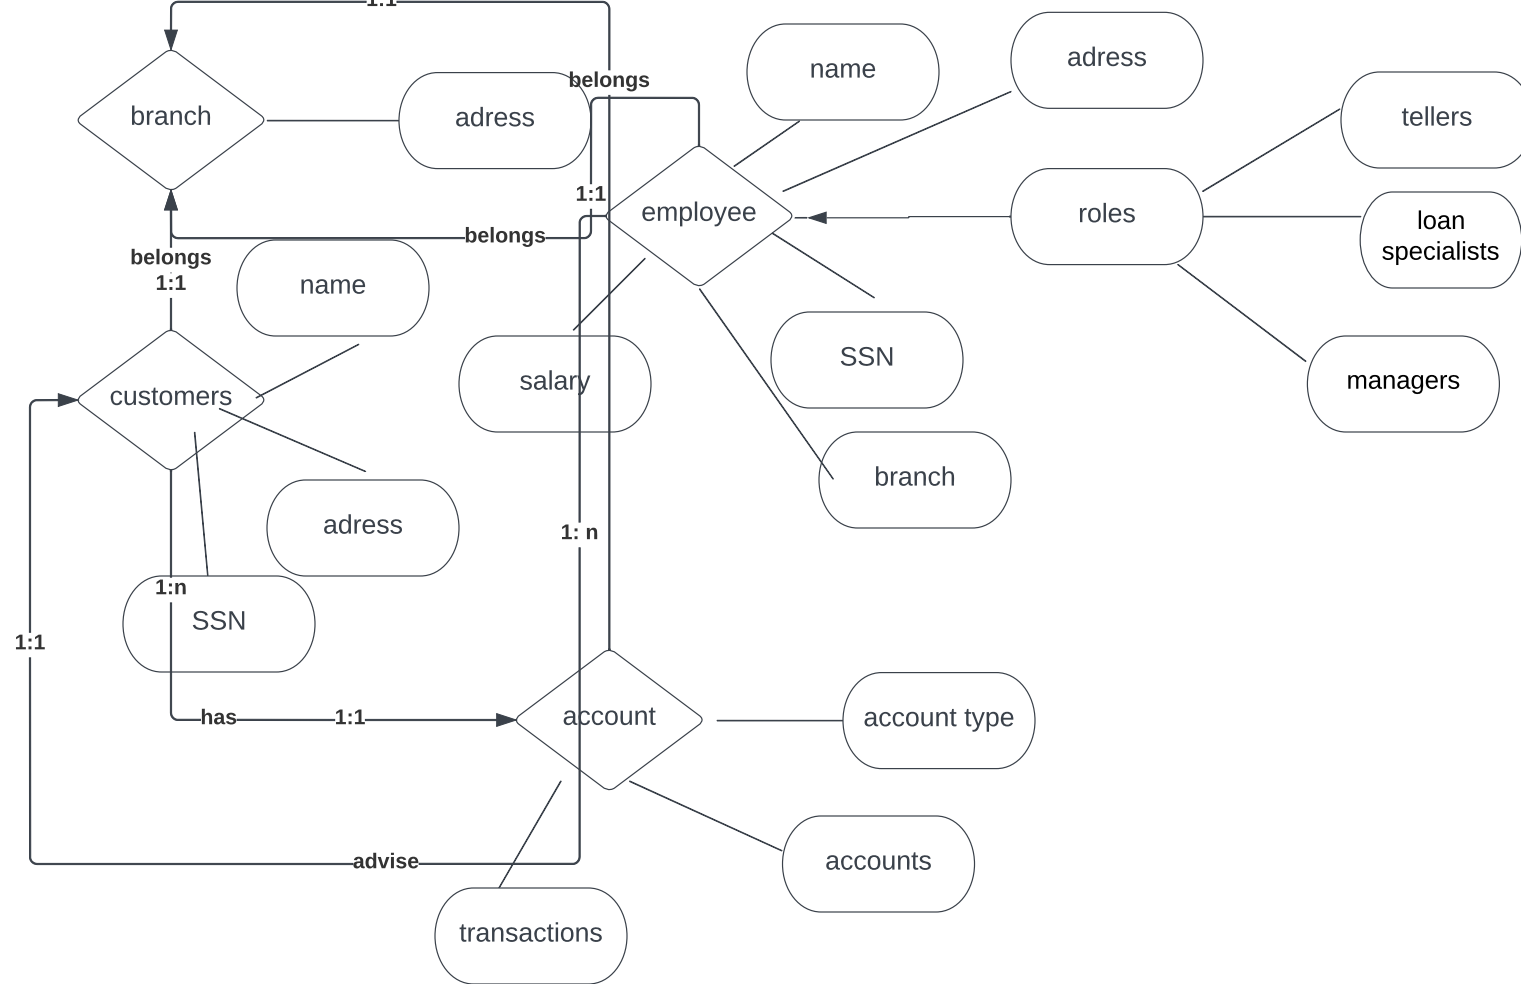 1:1
branch
adress
belongs
name
adress
tellers
employee
roles
1:1
loan
specialists
belongs
belongs
1:1
name
customers
salary
SSN
managers
branch
adress
1: n
1:n
SSN
1:1
has
1:1
account
account type
advise
accounts
transactions